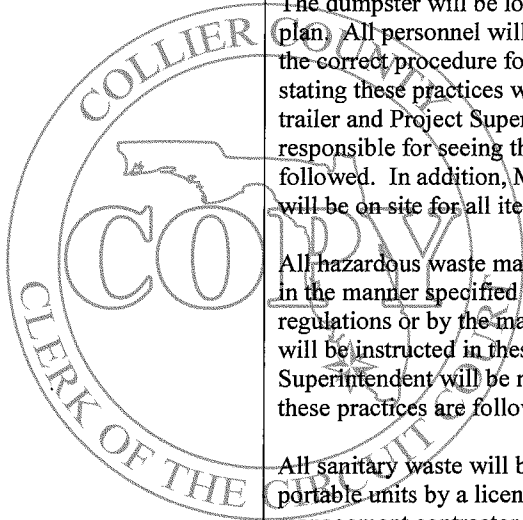 The dumpster will be lo
plan. All personnel will
the correct procedure fo
stating these practices w
trailer and Project Super
responsible for seeing th
followed. In addition, M
will be on site for all ite
All hazardous waste ma
in the manner specified
regulations or by the ma
will be instructed in thes
Superintendent will be r
these practices are follow
All sanitary waste will b
portable units by a licen
management contractor
COLLIER COUNTY
COPY
CLERK OF THE CIRCUIT COURT